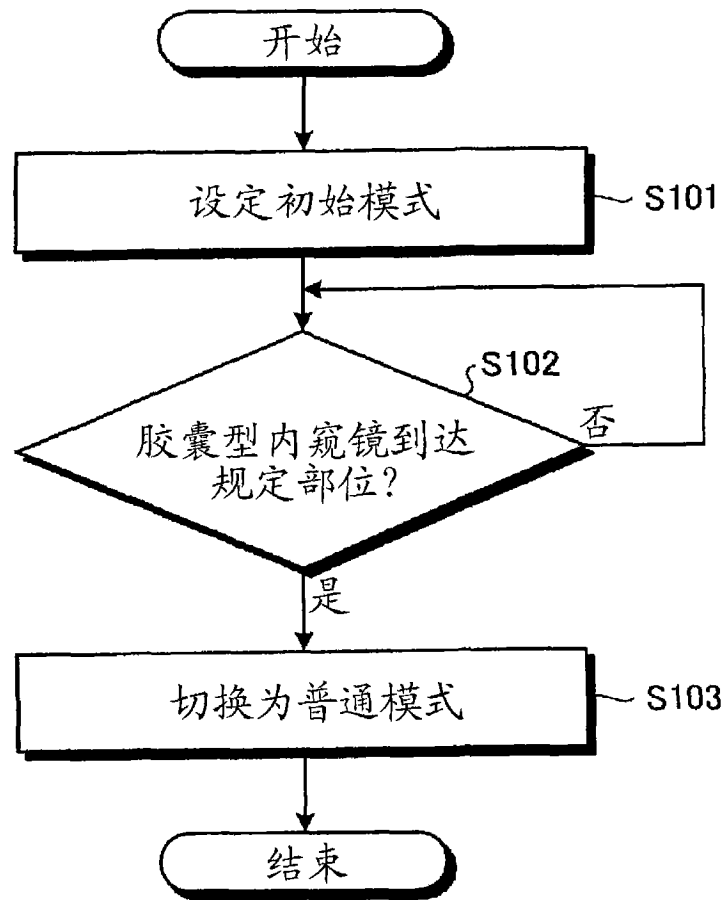 开始
设定初始模式
S101
S102
胶囊型内窥镜到达
规定部位?
否
是
切换为普通模式
S103
结束